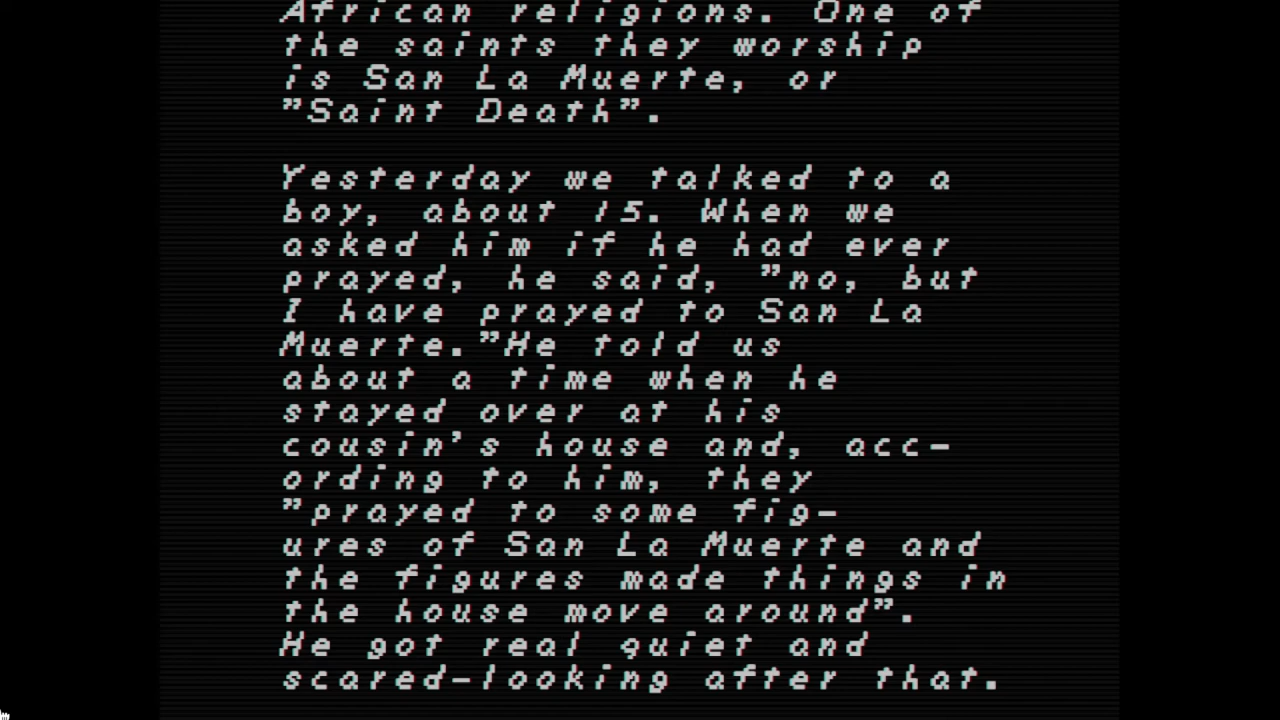 African religions. One of
the saints they worship
is San La Muerte, or
"Saint Death".
Yesterday we talked to a
boy, about 15. When we
asked him if he had ever
prayed, he said, "no, but
I have prayed to San La
Muerte."He told us
about a time when he
stayed over at his
cousin's house and, acc-
ording to him, they
"prayed to some fig-
ures of San La Muerte and
the figures made things in
the house move around".
He got real quiet and
scared-looking after that.